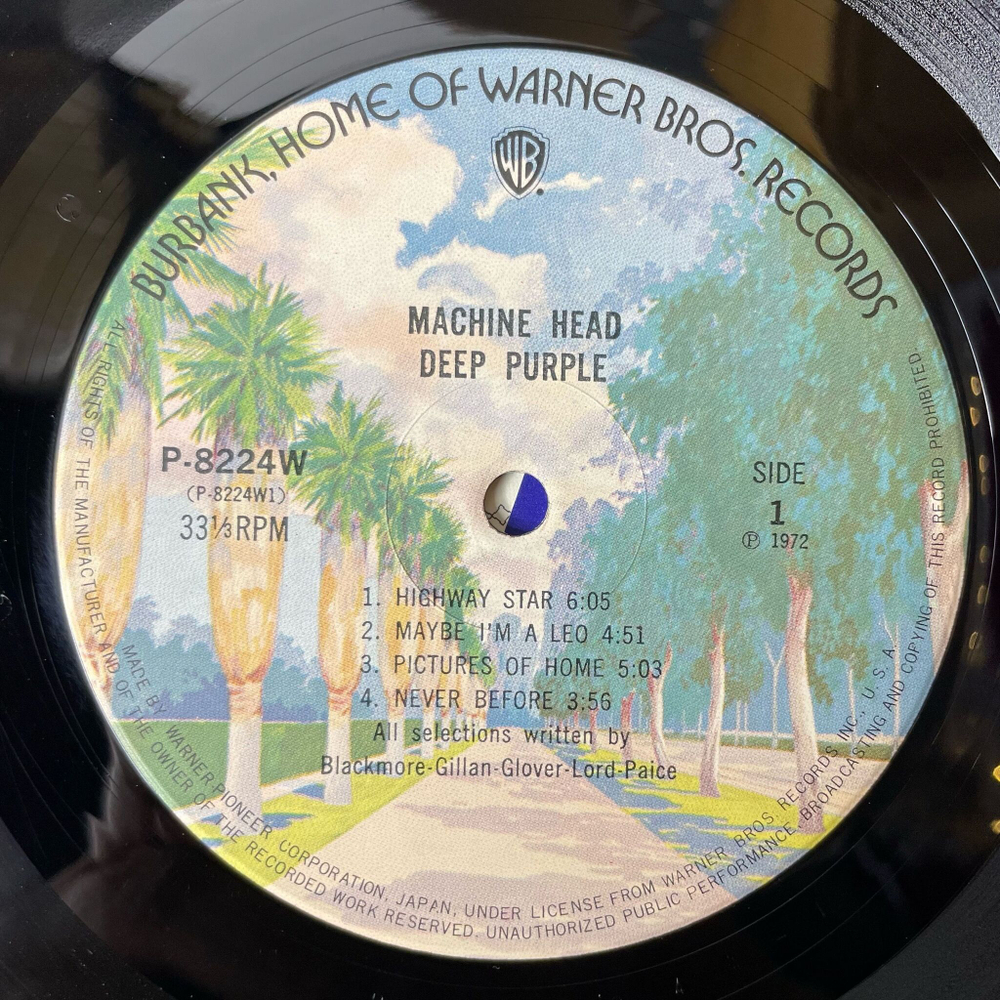 BURBANK, HOME OF WARNER BROS. RECORDS
WB
MACHINE HEAD
DEEP PURPLE
P-8224W
(P-8224W1)
33⅓RPM
SIDE
1
Ⓟ 1972
1. HIGHWAY STAR 6:05
2. MAYBE I'M A LEO 4:51
3. PICTURES OF HOME 5:03
4. NEVER BEFORE 3:56
All selections written by
Blackmore-Gillan-Glover-Lord-Paice
MADE BY WARNER-PIONEER CORPORATION, JAPAN, UNDER LICENSE FROM WARNER BROS RECORDS INC., U.S.A.
ALL RIGHTS OF THE MANUFACTURER AND OF THE OWNER OF THE RECORDED WORK RESERVED. UNAUTHORIZED PUBLIC PERFORMANCE, BROADCASTING AND COPYING OF THIS RECORD PROHIBITED.